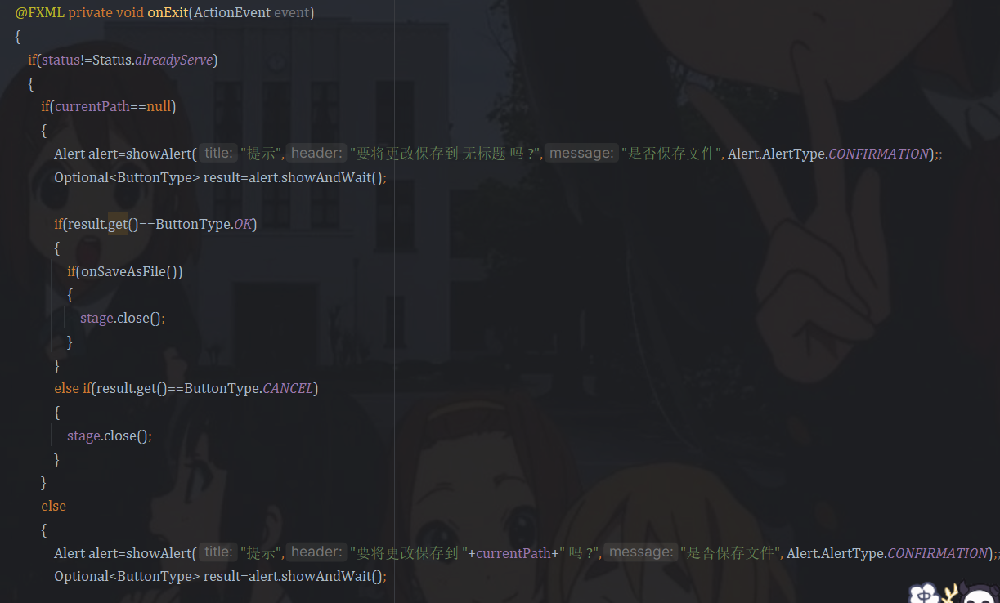 @FXML private void onExit(ActionEvent event)
{
if(status!=Status.alreadyServe)
{
if(currentPath==null)
{
Alert alert=showAlert( title: "提示", header: "要将更改保存到 无标题 吗 ?", message: "是否保存文件", Alert.AlertType.CONFIRMATION);;
Optional<ButtonType> result=alert.showAndWait();
if(result.get()==ButtonType.OK)
{
if(onSaveAsFile())
{
stage.close();
}
}
else if(result.get()==ButtonType.CANCEL)
{
stage.close();
}
}
else
{
Alert alert=showAlert( title: "提示", header: "要将更改保存到 "+currentPath+" 吗 ?", message: "是否保存文件", Alert.AlertType.CONFIRMATION);;
Optional<ButtonType> result=alert.showAndWait();
中